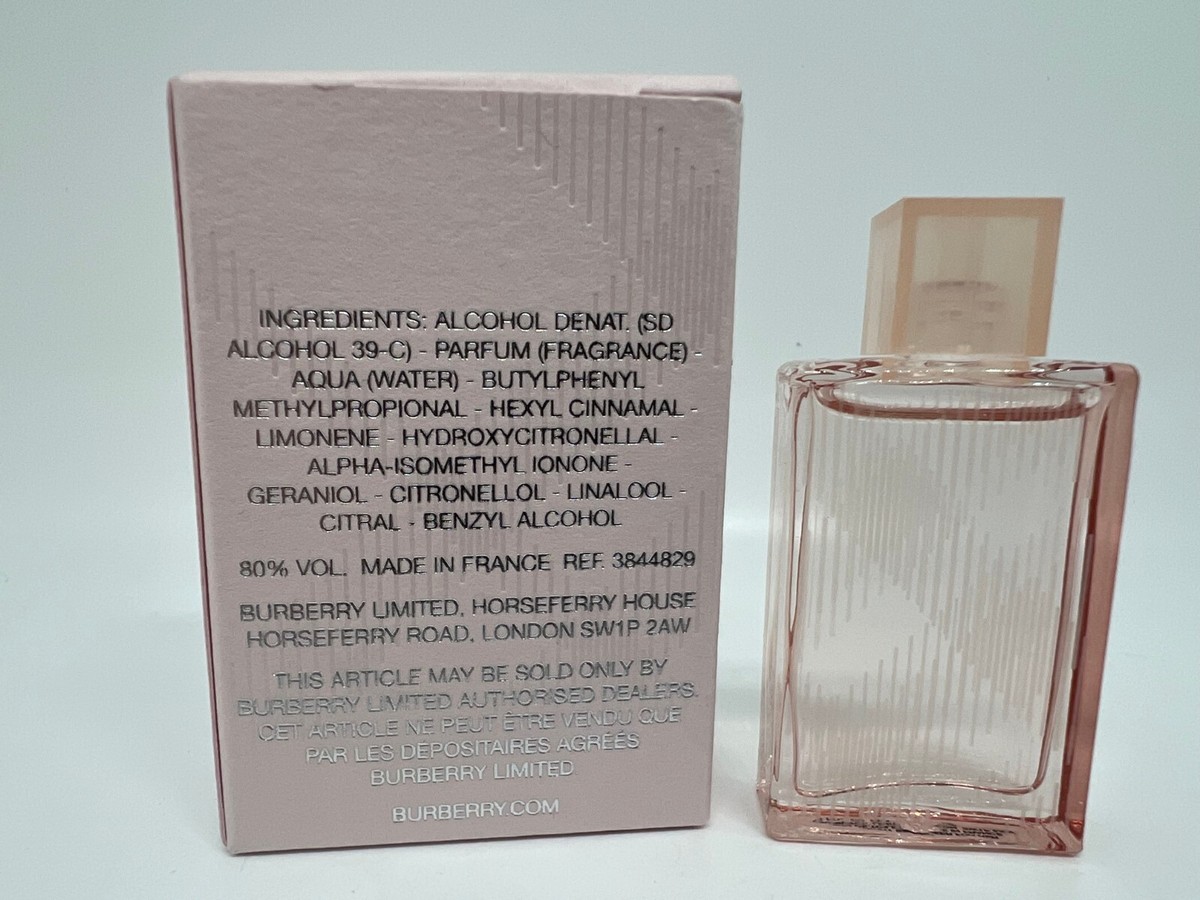 INGREDIENTS: ALCOHOL DENAT. (SD
ALCOHOL 39-C) - PARFUM (FRAGRANCE) -
AQUA (WATER) - BUTYLPHENYL
METHYLPROPIONAL - HEXYL CINNAMAL -
LIMONENE - HYDROXYCITRONELLAL -
ALPHA-ISOMETHYL IONONE -
GERANIOL - CITRONELLOL - LINALOOL -
CITRAL - BENZYL ALCOHOL
80% VOL. MADE IN FRANCE REF. 3844829
BURBERRY LIMITED, HORSEFERRY HOUSE
HORSEFERRY ROAD, LONDON SW1P 2AW
THIS ARTICLE MAY BE SOLD ONLY BY
BURBERRY LIMITED AUTHORISED DEALERS.
CET ARTICLE NE PEUT ÊTRE VENDU QUE
PAR LES DÉPOSITAIRES AGRÉÉS
BURBERRY LIMITED
BURBERRY.COM